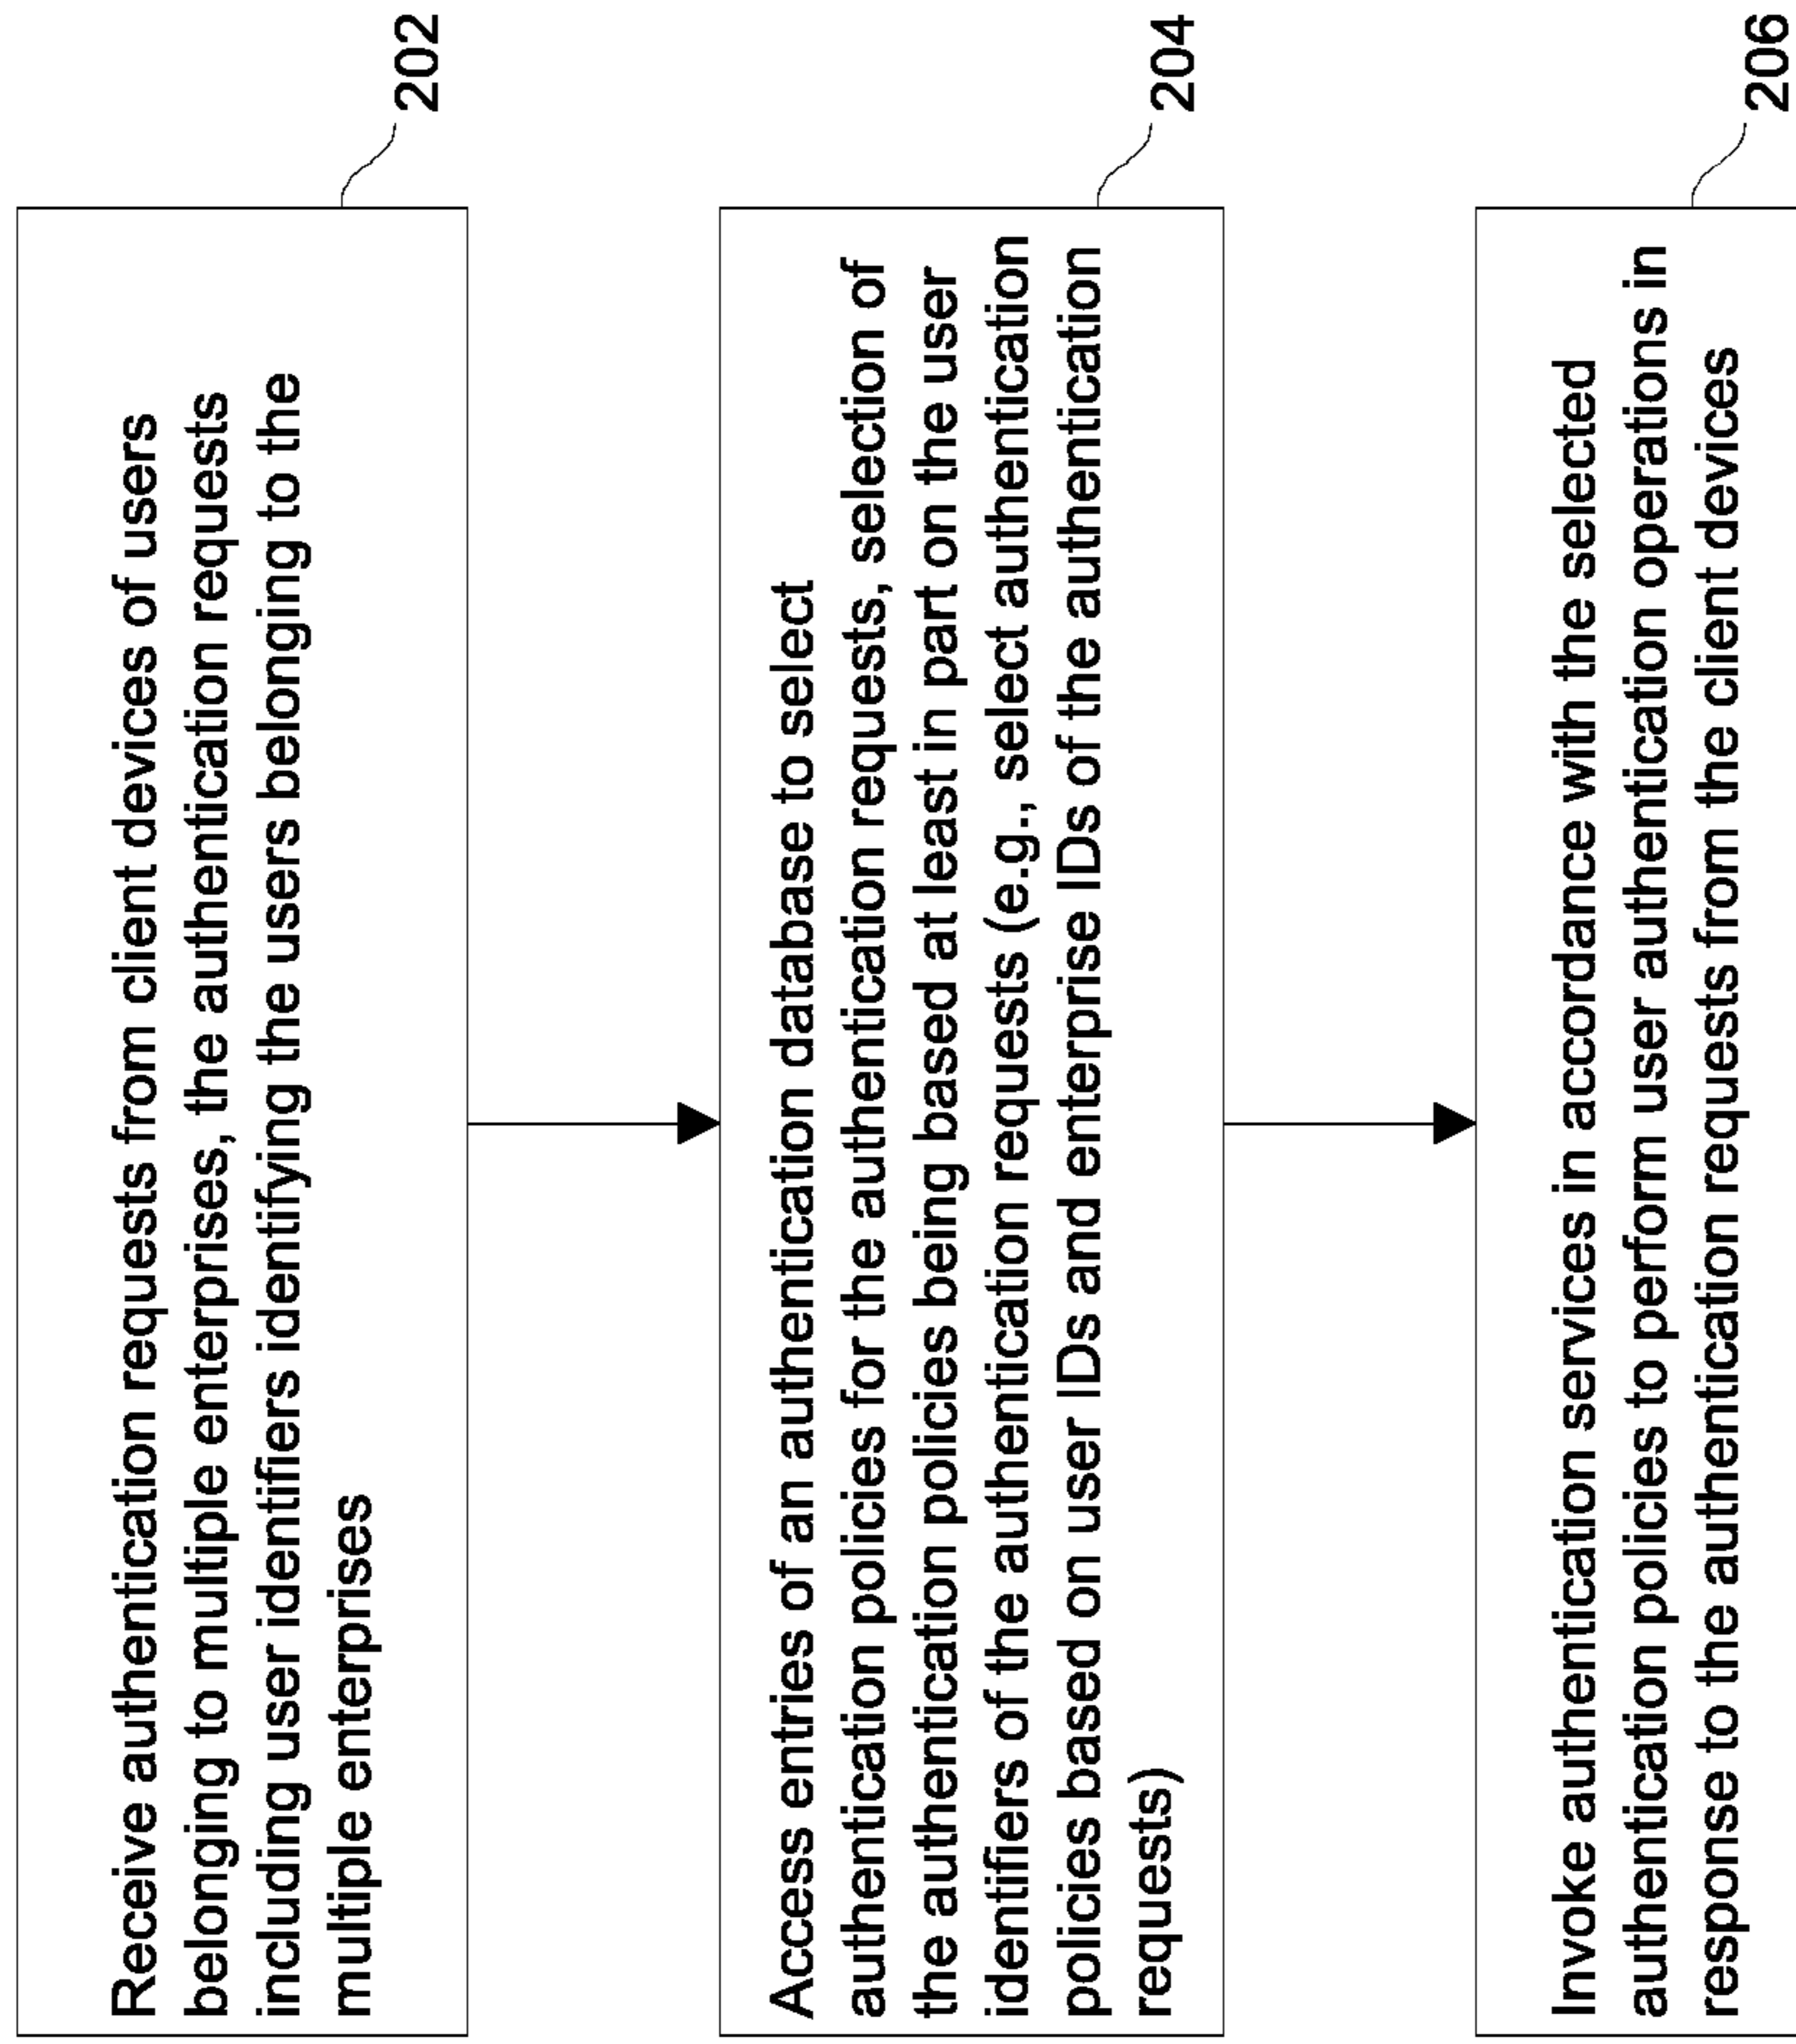 Receive authentication requests from client devices of users
belonging to multiple enterprises, the authentication requests
including user identifiers identifying the users belonging to the
multiple enterprises
202
Access entries of an authentication database to select
authentication policies for the authentication requests, selection of
the authentication policies being based at least in part on the user
identifiers of the authentication requests (e.g., select authentication
policies based on user IDs and enterprise IDs of the authentication
requests)
204
Invoke authentication services in accordance with the selected
authentication policies to perform user authentication operations in
response to the authentication requests from the client devices
206